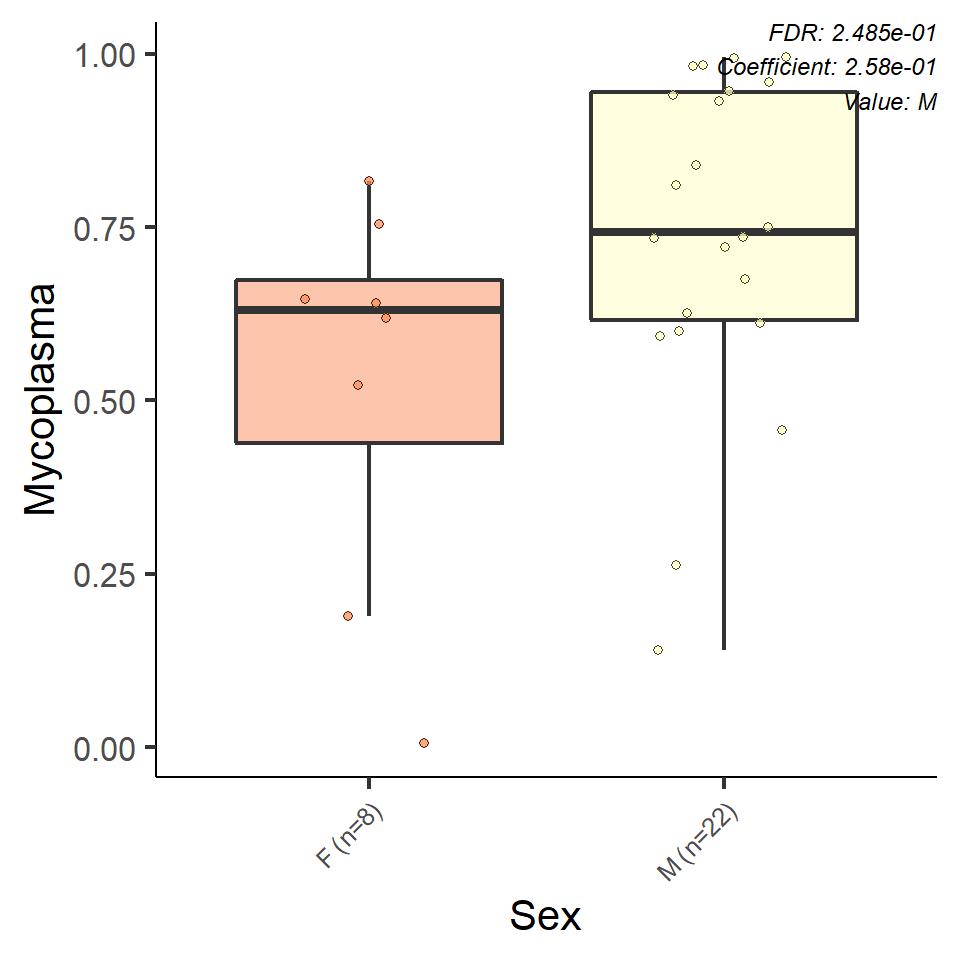 FDR: 2.485e-01
Coefficient: 2.58e-01
Value: M
1.00
0.75
0.50
0.25
0.00
Mycoplasma
F (n=8)
M (n=22)
Sex